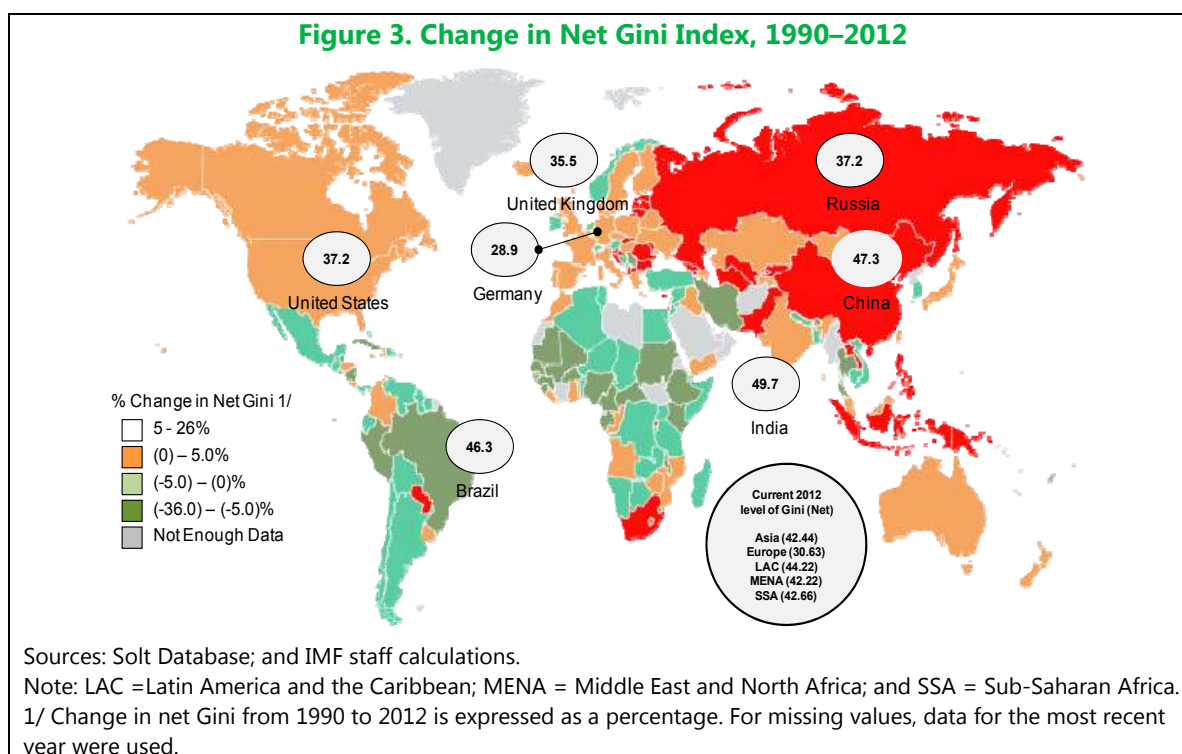 Figure 3. Change in Net Gini Index, 1990–2012
35.5
United Kingdom
37.2
Russia
28.9
Germany
37.2
United States
47.3
China
49.7
India
46.3
Brazil
% Change in Net Gini 1/
5 - 26%
(0) – 5.0%
(-5.0) – (0)%
(-36.0) – (-5.0)%
Not Enough Data
Current 2012
level of Gini (Net)
Asia (42.44)
Europe (30.63)
LAC (44.22)
MENA (42.22)
SSA (42.66)
Sources: Solt Database; and IMF staff calculations.
Note: LAC =Latin America and the Caribbean; MENA = Middle East and North Africa; and SSA = Sub-Saharan Africa.
1/ Change in net Gini from 1990 to 2012 is expressed as a percentage. For missing values, data for the most recent
year were used.